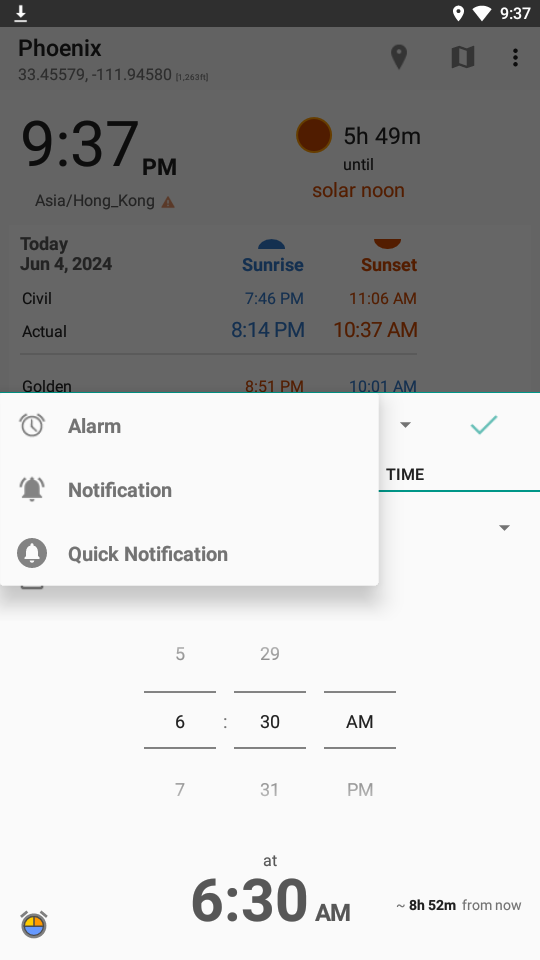 9:37
Phoenix
33.45579, -111.94580 [1,263ft]
9:37 PM
5h 49m
until
solar noon
Asia/Hong_Kong
Today
Jun 4, 2024
Sunrise Sunset
Civil 7:46 PM 11:06 AM
Actual 8:14 PM 10:37 AM
Golden 8:51 PM 10:01 AM
Alarm
TIME
Notification
Quick Notification
5 29
6 : 30 AM
7 31 PM
at
6:30 AM
~ 8h 52m from now